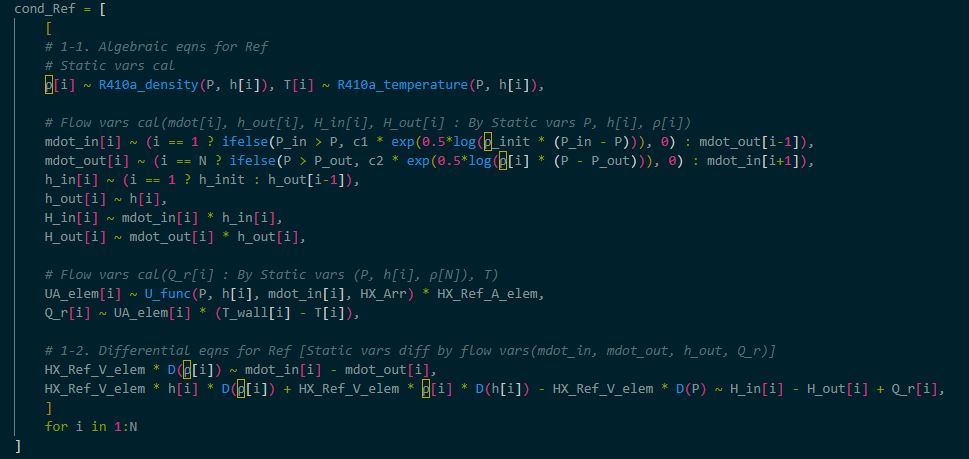 cond_Ref = [
    [
    # 1-1. Algebraic eqns for Ref
    # Static vars cal
    ρ[i] ~ R410a_density(P, h[i]), T[i] ~ R410a_temperature(P, h[i]),

    # Flow vars cal(mdot[i], h_out[i], H_in[i], H_out[i] : By Static vars P, h[i], ρ[i])
    mdot_in[i] ~ (i == 1 ? ifelse(P_in > P, c1 * exp(0.5*log(ρ_init * (P_in - P))), 0) : mdot_out[i-1]),
    mdot_out[i] ~ (i == N ? ifelse(P > P_out, c2 * exp(0.5*log(ρ[i] * (P - P_out))), 0) : mdot_in[i+1]),
    h_in[i] ~ (i == 1 ? h_init : h_out[i-1]),
    h_out[i] ~ h[i],
    H_in[i] ~ mdot_in[i] * h_in[i],
    H_out[i] ~ mdot_out[i] * h_out[i],

    # Flow vars cal(Q_r[i] : By Static vars (P, h[i], ρ[N]), T)
    UA_elem[i] ~ U_func(P, h[i], mdot_in[i], HX_Arr) * HX_Ref_A_elem,
    Q_r[i] ~ UA_elem[i] * (T_wall[i] - T[i]),

    # 1-2. Differential eqns for Ref [Static vars diff by flow vars(mdot_in, mdot_out, h_out, Q_r)]
    HX_Ref_V_elem * D(ρ[i]) ~ mdot_in[i] - mdot_out[i],
    HX_Ref_V_elem * h[i] * D(ρ[i]) + HX_Ref_V_elem * ρ[i] * D(h[i]) - HX_Ref_V_elem * D(P) ~ H_in[i] - H_out[i] + Q_r[i],
    ]
    for i in 1:N
]